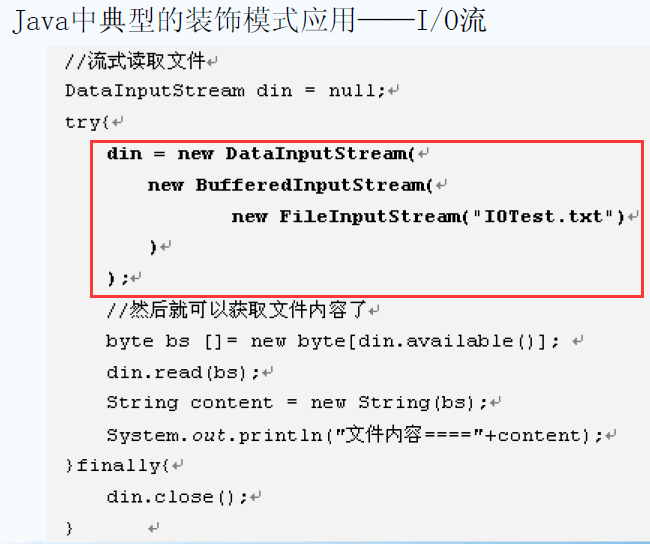 Java中典型的装饰模式应用——I/O流
//流式读取文件↵
DataInputStream din = null;↵
try{↵
din = new DataInputStream(↵
new BufferedInputStream(↵
new FileInputStream("IOTest.txt")↵
)↵
);↵
//然后就可以获取文件内容了↵
byte bs []= new byte[din.available()]; ↵
din.read(bs);↵
String content = new String(bs);↵
System.out.println("文件内容===="+content);↵
}finally{↵
din.close();↵
} ↵